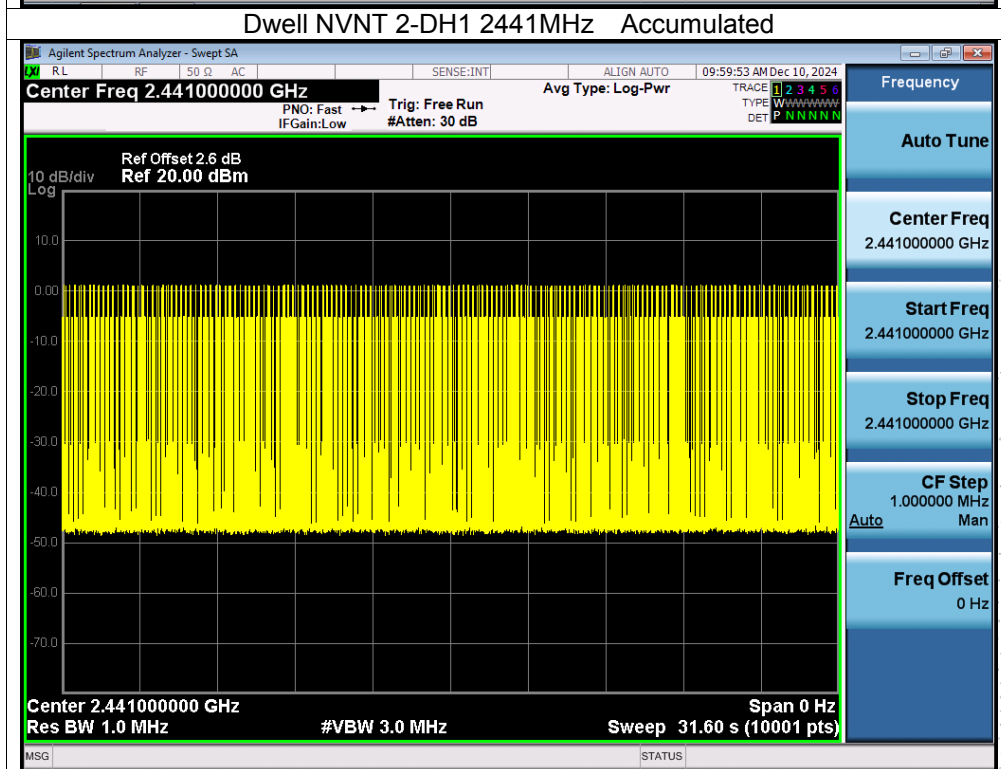 Dwell NVNT 2-DH1 2441MHz Accumulated
Agilent Spectrum Analyzer - Swept SA
LXI RL RF 50 Ω AC SENSE:INT ALIGN AUTO 09:59:53 AM Dec 10, 2024
Center Freq 2.441000000 GHz Avg Type: Log-Pwr TRACE 1 2 3 4 5 6
PNO: Fast Trig: Free Run TYPE WWWWWWW
IFGain:Low #Atten: 30 dB DET P N N N N N
Frequency
Auto Tune
Center Freq
2.441000000 GHz
Start Freq
2.441000000 GHz
Stop Freq
2.441000000 GHz
CF Step
1.000000 MHz
Auto Man
Freq Offset
0 Hz
Ref Offset 2.6 dB
10 dB/div Ref 20.00 dBm
Log
10.0
0.00
-10.0
-20.0
-30.0
-40.0
-50.0
-60.0
-70.0
Center 2.441000000 GHz Span 0 Hz
Res BW 1.0 MHz #VBW 3.0 MHz Sweep 31.60 s (10001 pts)
MSG STATUS